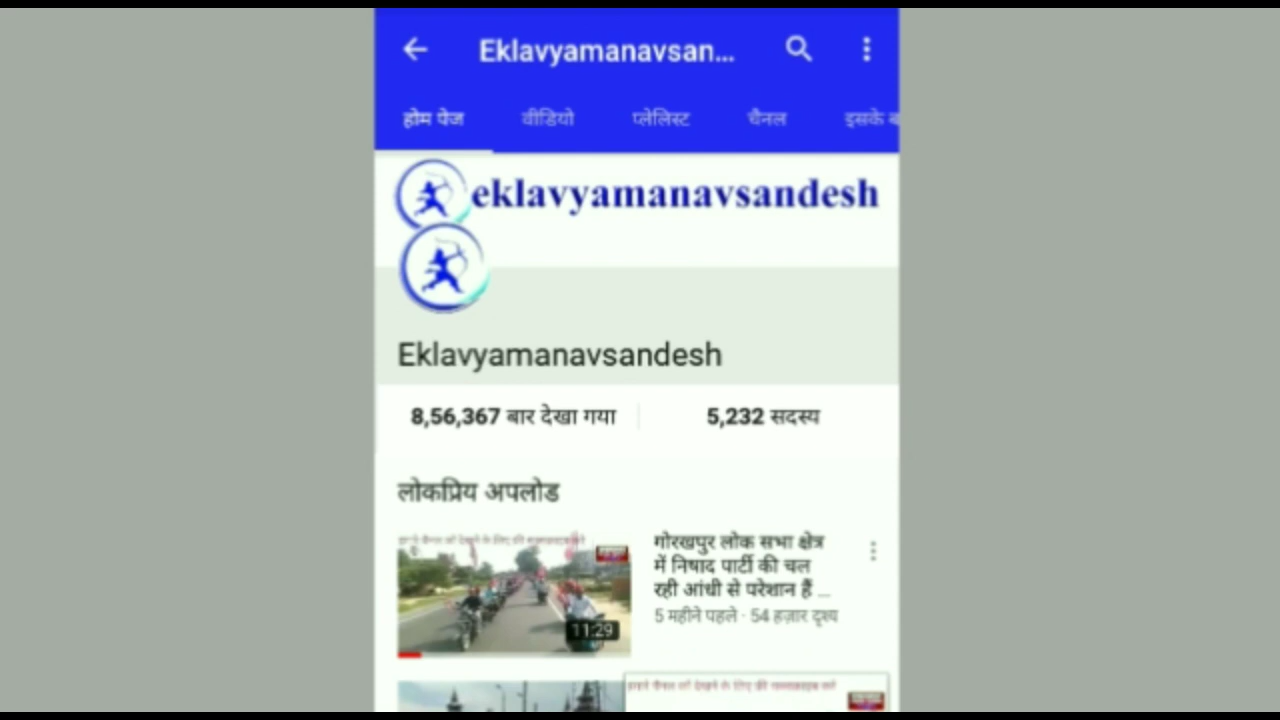 Eklavyamanavsan...
होम पेज वीडियो प्लेलिस्ट चैनल इसके ब
eklavyamanavsandesh
Eklavyamanavsandesh
8,56,367 बार देखा गया 5,232 सदस्य
लोकप्रिय अपलोड
गोरखपुर लोक सभा क्षेत्र
में निषाद पार्टी की चल
रही आंधी से परेशान हैं ...
5 महीने पहले · 54 हज़ार दृश्य
11:29